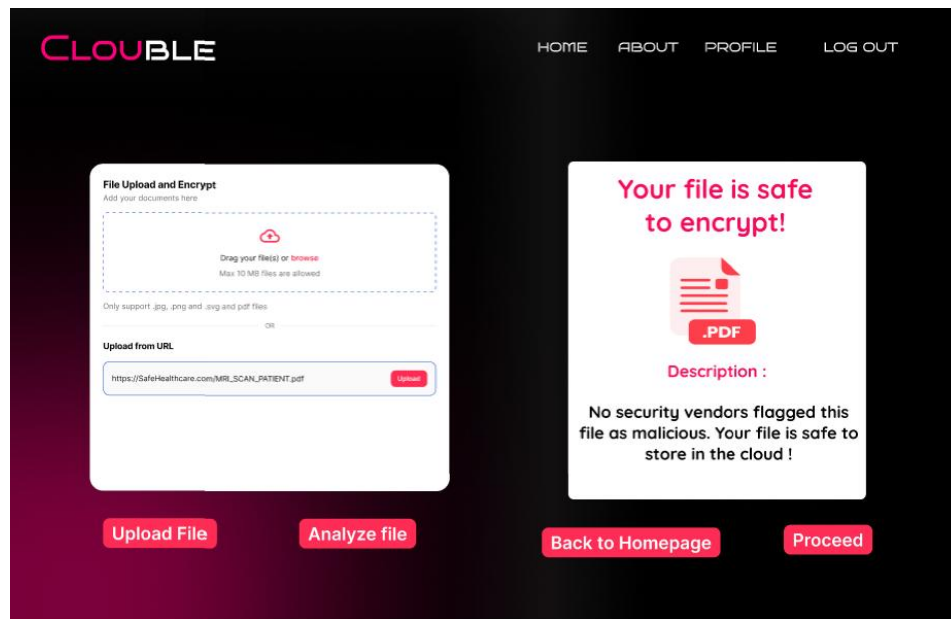 CLOUBLE
HOME ABOUT PROFILE LOG OUT
File Upload and Encrypt
Add your documents here
Drag your file(s) or browse
Max 10 MB files are allowed
Only support .jpg, .png and .svg and pdf files
OR
Upload from URL
https://SafeHealthcare.com/MRI_SCAN_PATIENT.pdf
Upload
Upload File
Analyze file
Your file is safe
to encrypt!
.PDF
Description :
No security vendors flagged this
file as malicious. Your file is safe to
store in the cloud !
Back to Homepage
Proceed